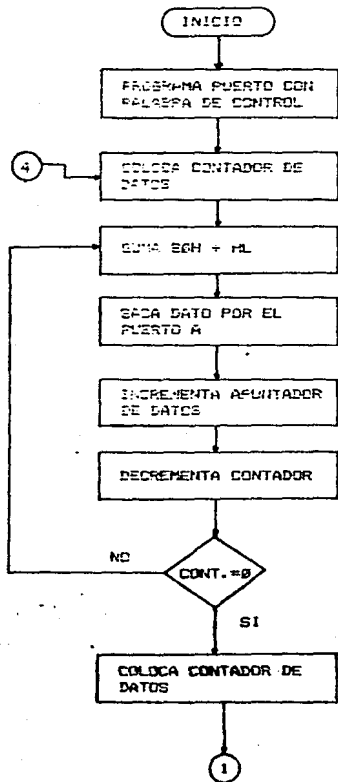 INICIO
PROGRAMA PUERTO CON
PALABRA DE CONTROL
4
COLOCA CONTADOR DE
DATOS
SUMA + HL
SACA DATO POR EL
PUERTO A
INCREMENTA APUNTADOR
DE DATOS
DECREMENTA CONTADOR
NO
CONT.=0
SI
COLOCA CONTADOR DE
DATOS
1